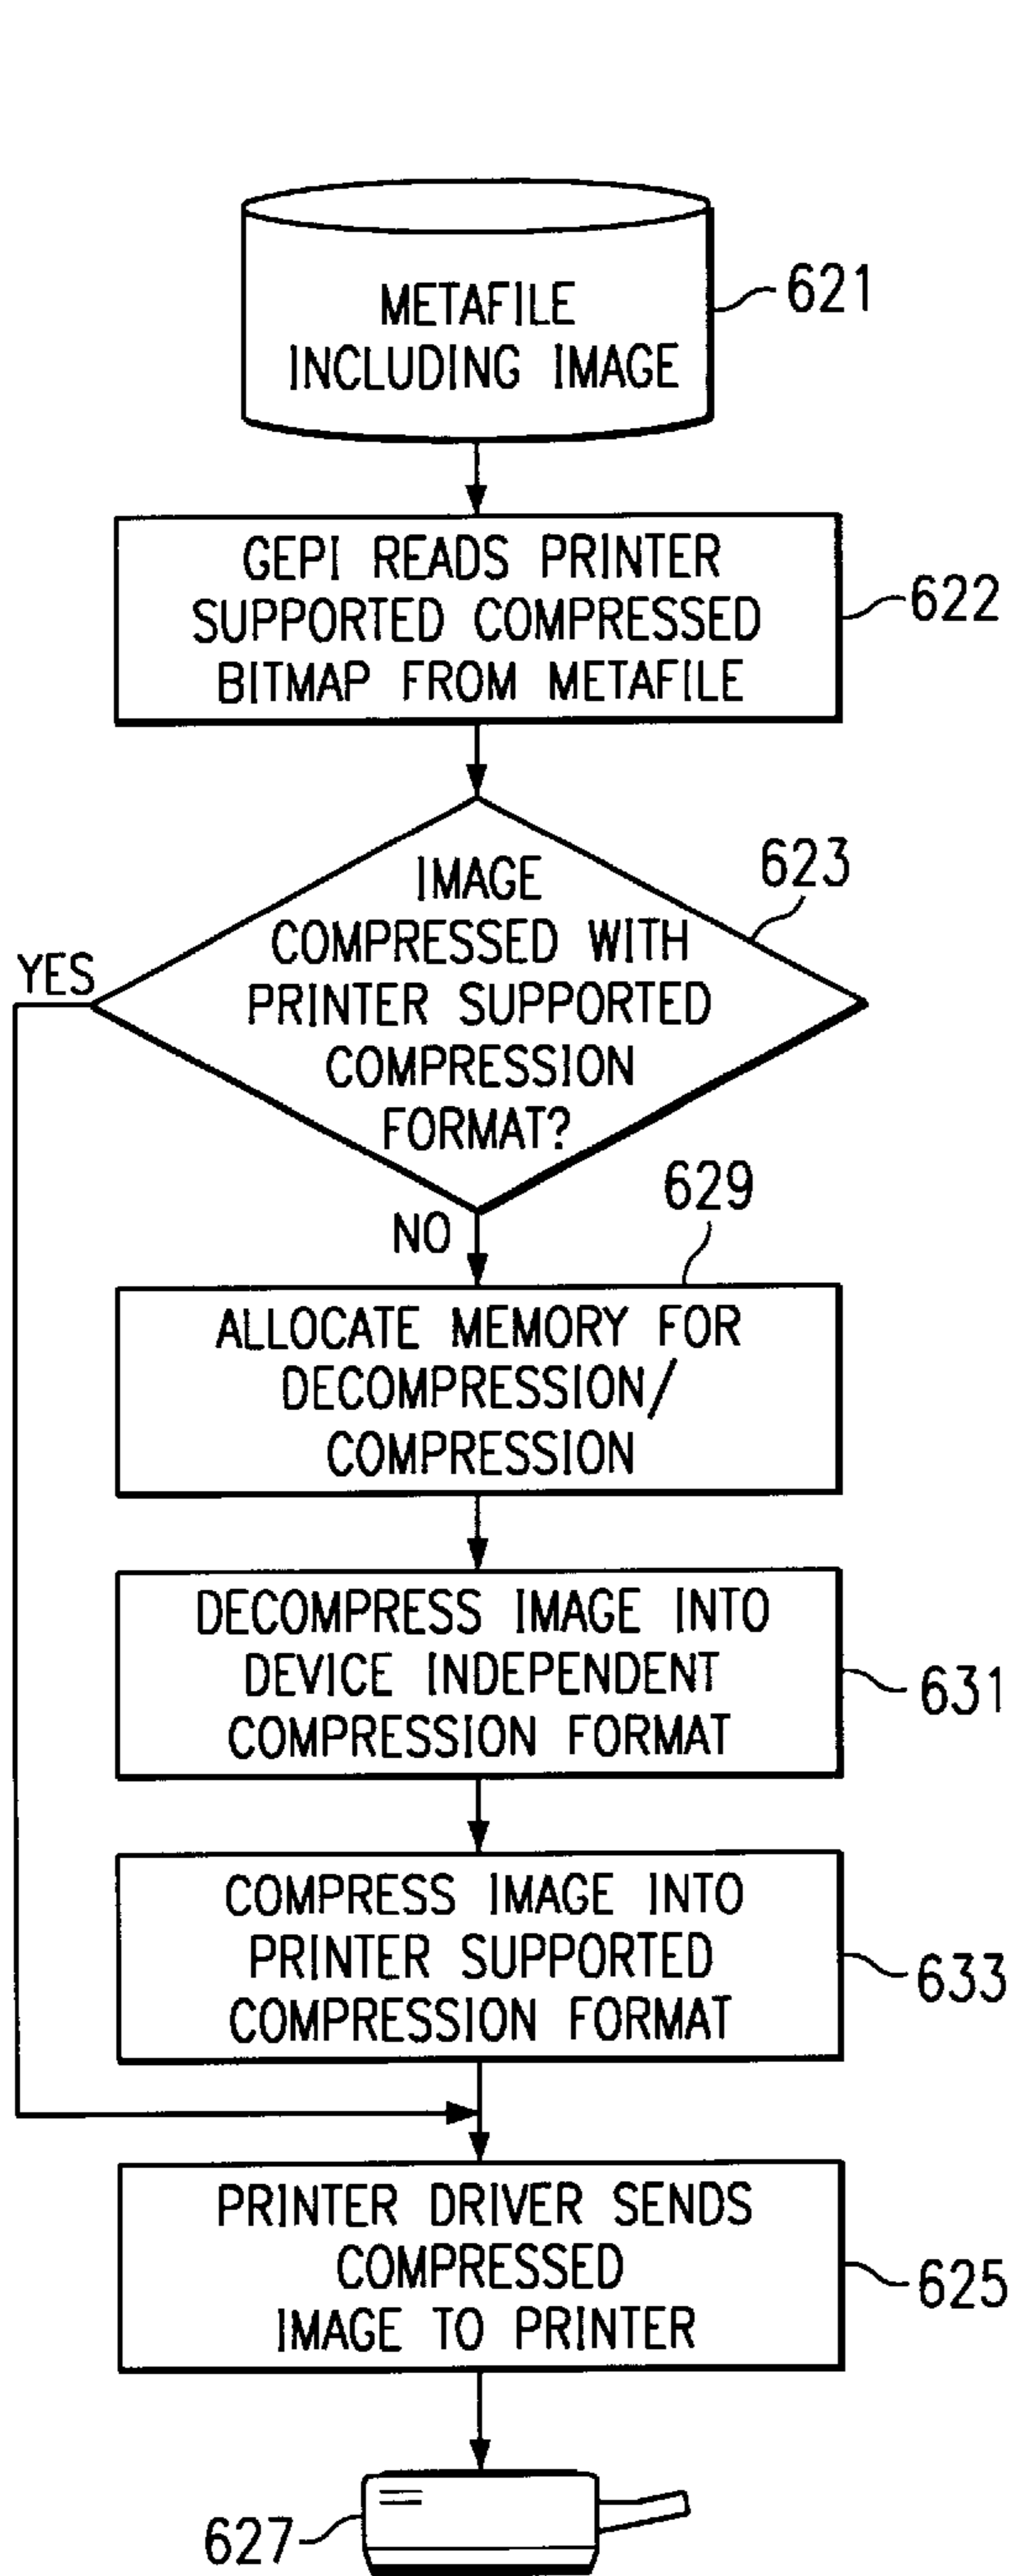 METAFILE
INCLUDING IMAGE
621
GEPI READS PRINTER
SUPPORTED COMPRESSED
BITMAP FROM METAFILE
622
IMAGE
COMPRESSED WITH
PRINTER SUPPORTED
COMPRESSION
FORMAT?
623
YES
NO
629
ALLOCATE MEMORY FOR
DECOMPRESSION/
COMPRESSION
DECOMPRESS IMAGE INTO
DEVICE INDEPENDENT
COMPRESSION FORMAT
631
COMPRESS IMAGE INTO
PRINTER SUPPORTED
COMPRESSION FORMAT
633
PRINTER DRIVER SENDS
COMPRESSED
IMAGE TO PRINTER
625
627